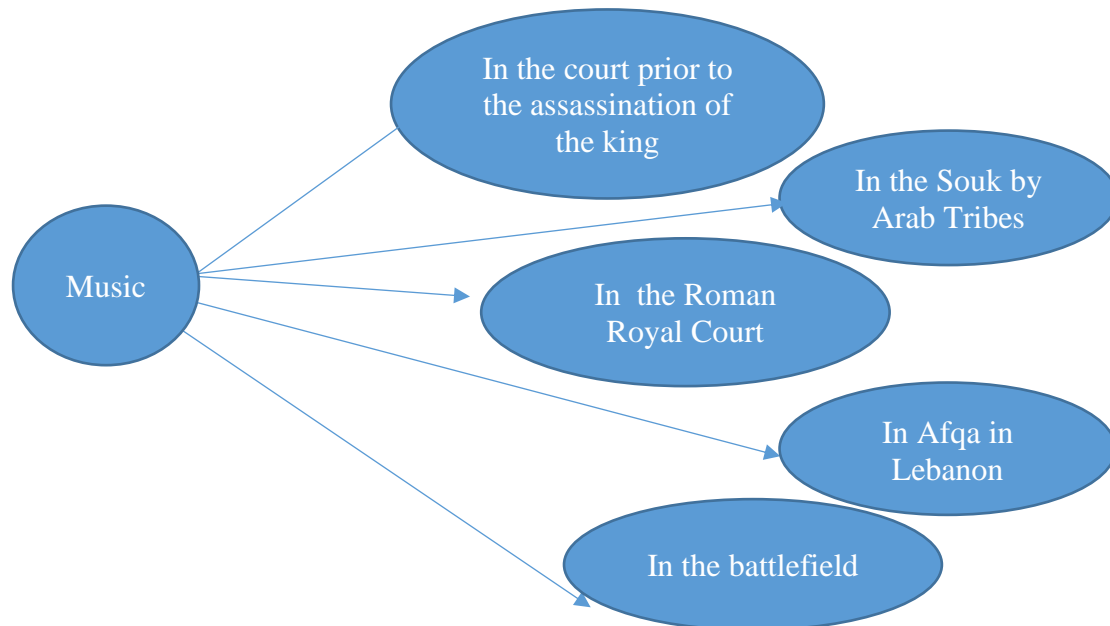 In the court prior to
the assassination of
the king
In the Souk by
Arab Tribes
Music
In  the Roman
Royal Court
In Afqa in
Lebanon
In the battlefield